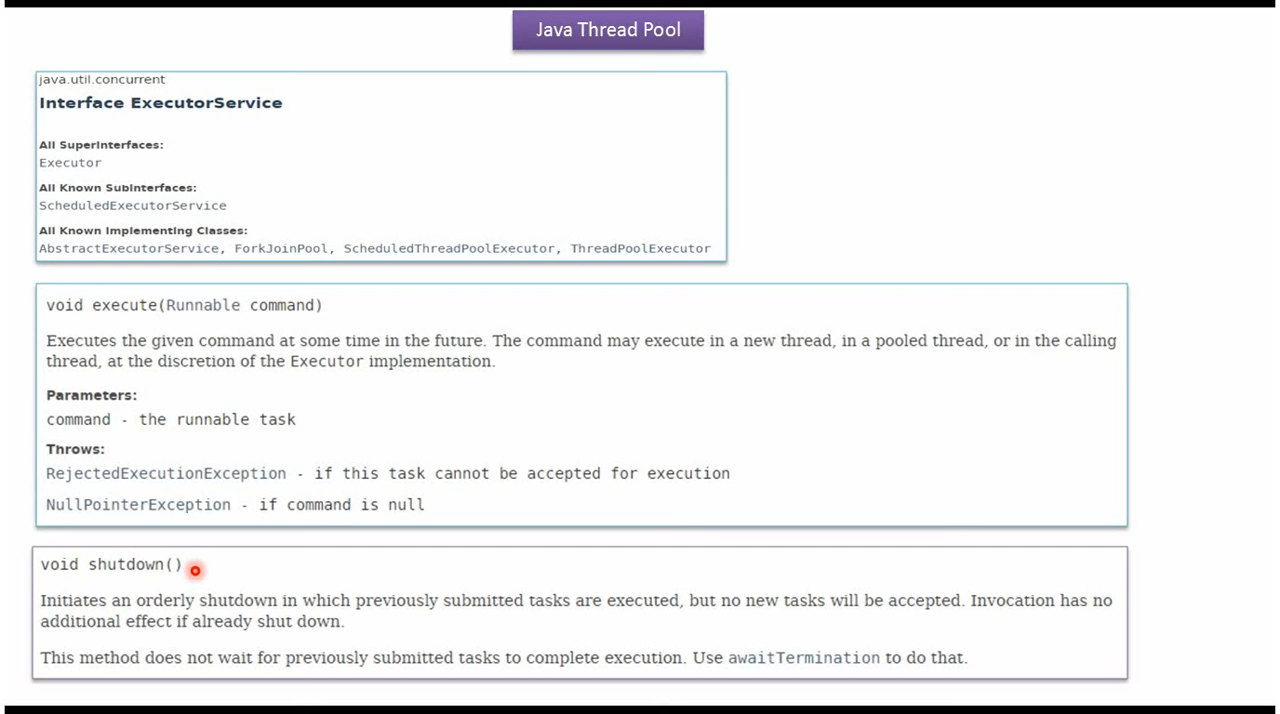 Java Thread Pool
java.util.concurrent
Interface ExecutorService
All Superinterfaces:
Executor
All Known Subinterfaces:
ScheduledExecutorService
All Known Implementing Classes:
AbstractExecutorService, ForkJoinPool, ScheduledThreadPoolExecutor, ThreadPoolExecutor
void execute(Runnable command)
Executes the given command at some time in the future. The command may execute in a new thread, in a pooled thread, or in the calling
thread, at the discretion of the Executor implementation.
Parameters:
command - the runnable task
Throws:
RejectedExecutionException - if this task cannot be accepted for execution
NullPointerException - if command is null
void shutdown()
Initiates an orderly shutdown in which previously submitted tasks are executed, but no new tasks will be accepted. Invocation has no
additional effect if already shut down.
This method does not wait for previously submitted tasks to complete execution. Use awaitTermination to do that.